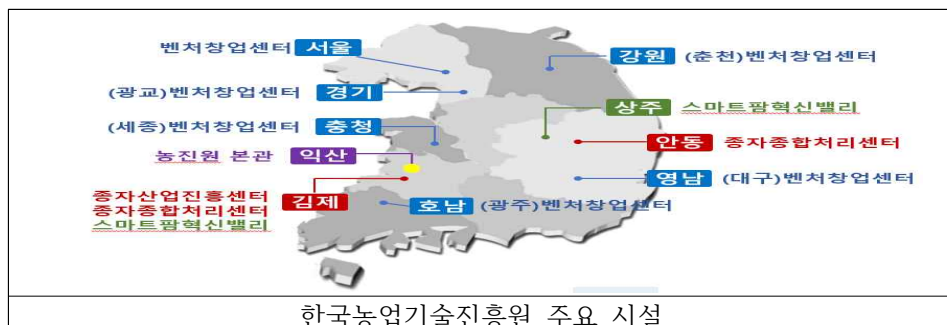 벤처창업센터 서울
강원 (춘천)벤처창업센터
(광교)벤처창업센터 경기
상주 스마트팜혁신밸리
(세종)벤처창업센터 충청
안동 종자종합처리센터
농진원 본관 익산
영남 (대구)벤처창업센터
종자산업진흥센터
종자종합처리센터
스마트팜혁신밸리
김제
호남 (광주)벤처창업센터
한국농업기술진흥원 주요 시설